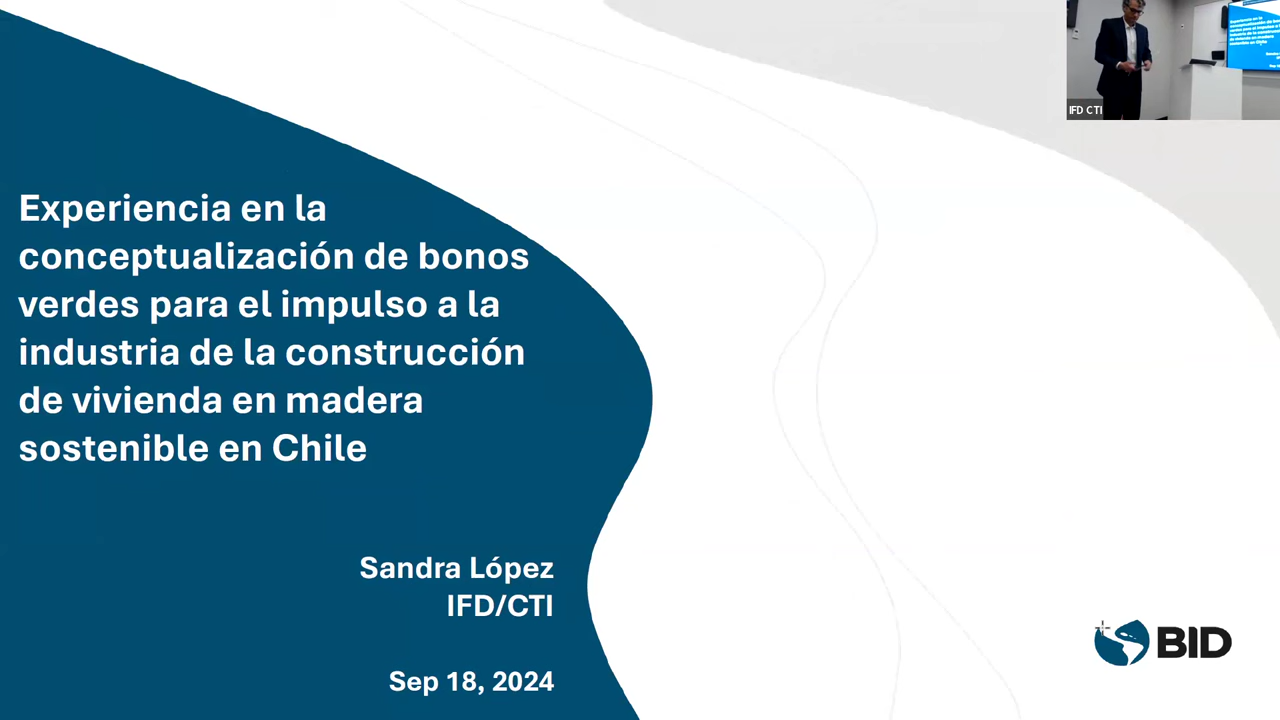 Experiencia en la
conceptualización de bonos
verdes para el impulso a la
industria de la construcción
de vivienda en madera
sostenible en Chile
Sandra López
IFD/CTI
Sep 18, 2024
IFD CTI
BID